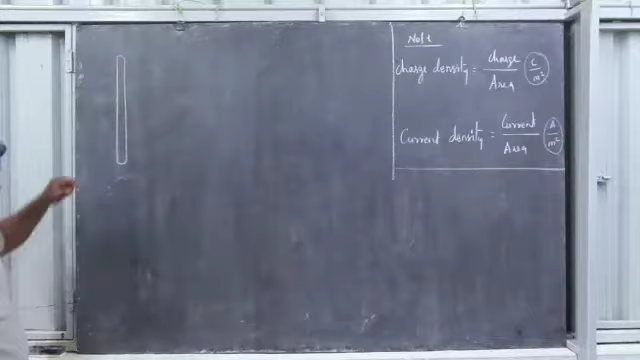 Note
charge density = charge / Area (C/m²)
Current density = Current / Area (A/m²)